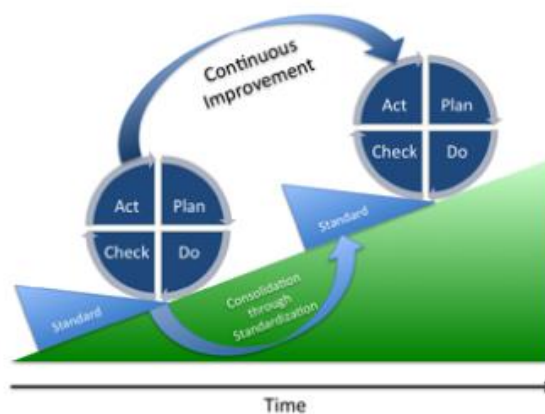 Continuous
Improvement
Act
Plan
Check
Do
Act
Plan
Check
Do
Standard
Standard
Consolidation
through
Standardization
Time